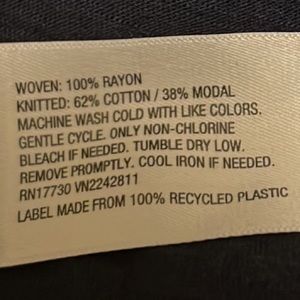 WOVEN: 100% RAYON
KNITTED: 62% COTTON / 38% MODAL
MACHINE WASH COLD WITH LIKE COLORS.
GENTLE CYCLE. ONLY NON-CHLORINE
BLEACH IF NEEDED. TUMBLE DRY LOW.
REMOVE PROMPTLY. COOL IRON IF NEEDED.
RN17730 VN2242811
LABEL MADE FROM 100% RECYCLED PLASTIC